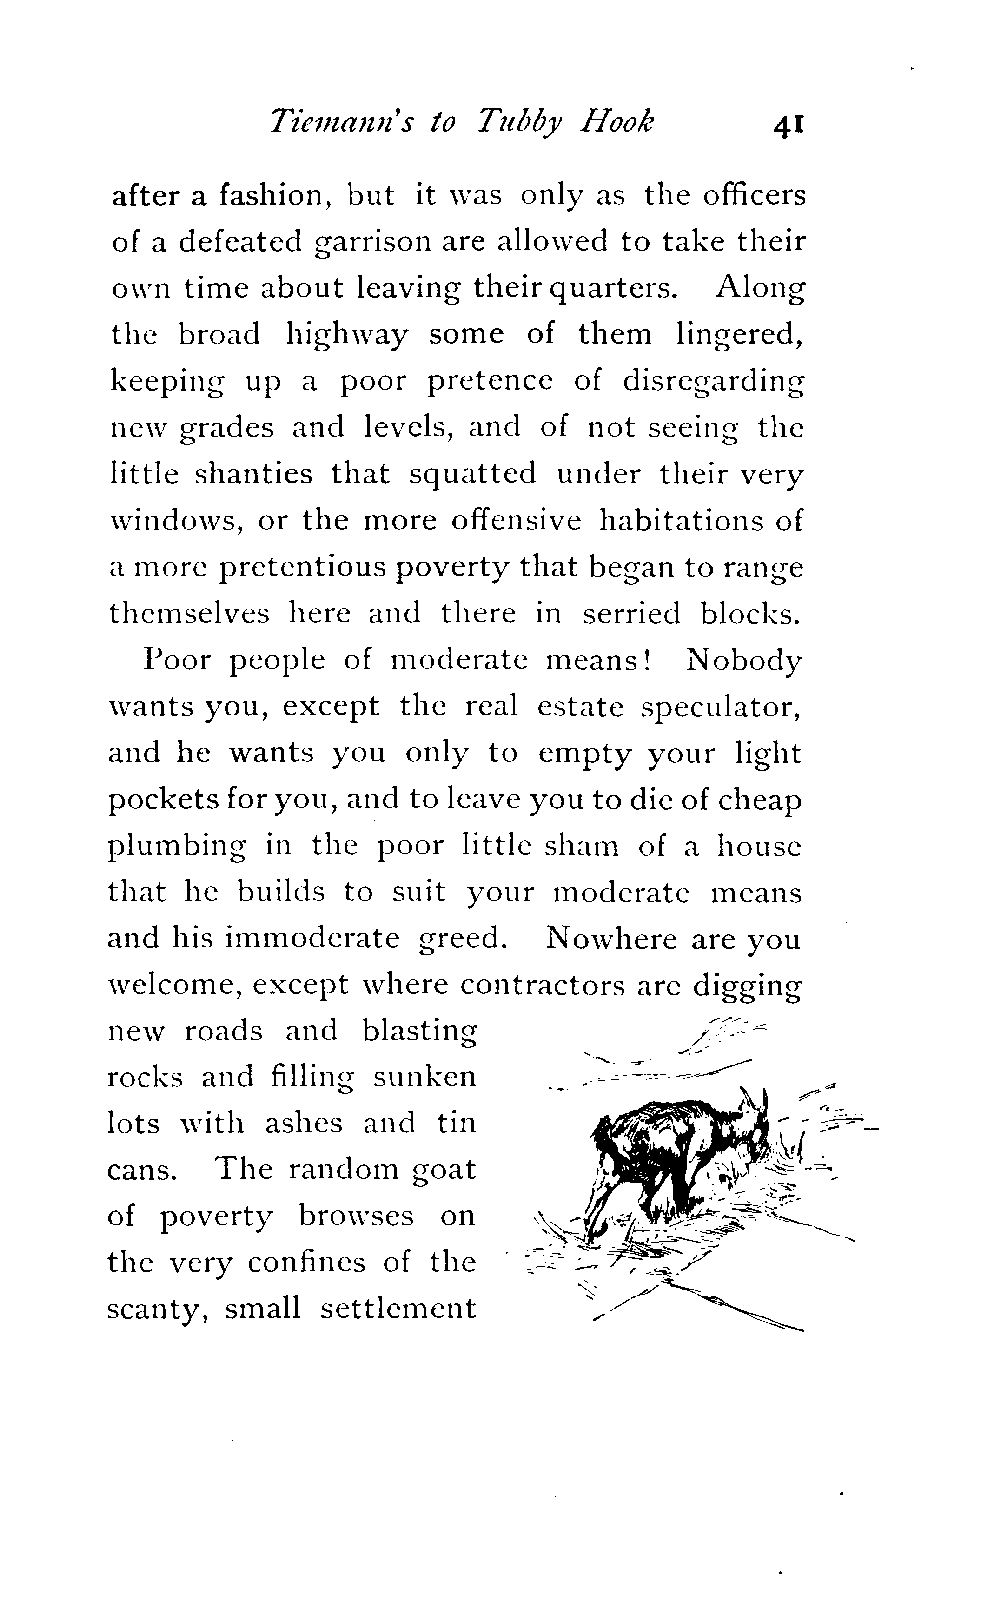 Tiemann's to Tubby Hook 41
after a fashion, but it was only as the officers
of a defeated garrison are allowed to take their
own time about leaving their quarters. Along
the broad highway some of them lingered,
keeping up a poor pretence of disregarding
new grades and levels, and of not seeing the
little shanties that squatted under their very
windows, or the more offensive habitations of
a more pretentious poverty that began to range
themselves here and there in serried blocks.
Poor people of moderate means! Nobody
wants you, except the real estate speculator,
and he wants you only to empty your light
pockets for you, and to leave you to die of cheap
plumbing in the poor little sham of a house
that he builds to suit your moderate means
and his immoderate greed. Nowhere are you
welcome, except where contractors are digging
new roads and blasting
rocks and filling sunken
lots with ashes and tin
cans. The random goat
of poverty browses on
the very confines of the
scanty, small settlement